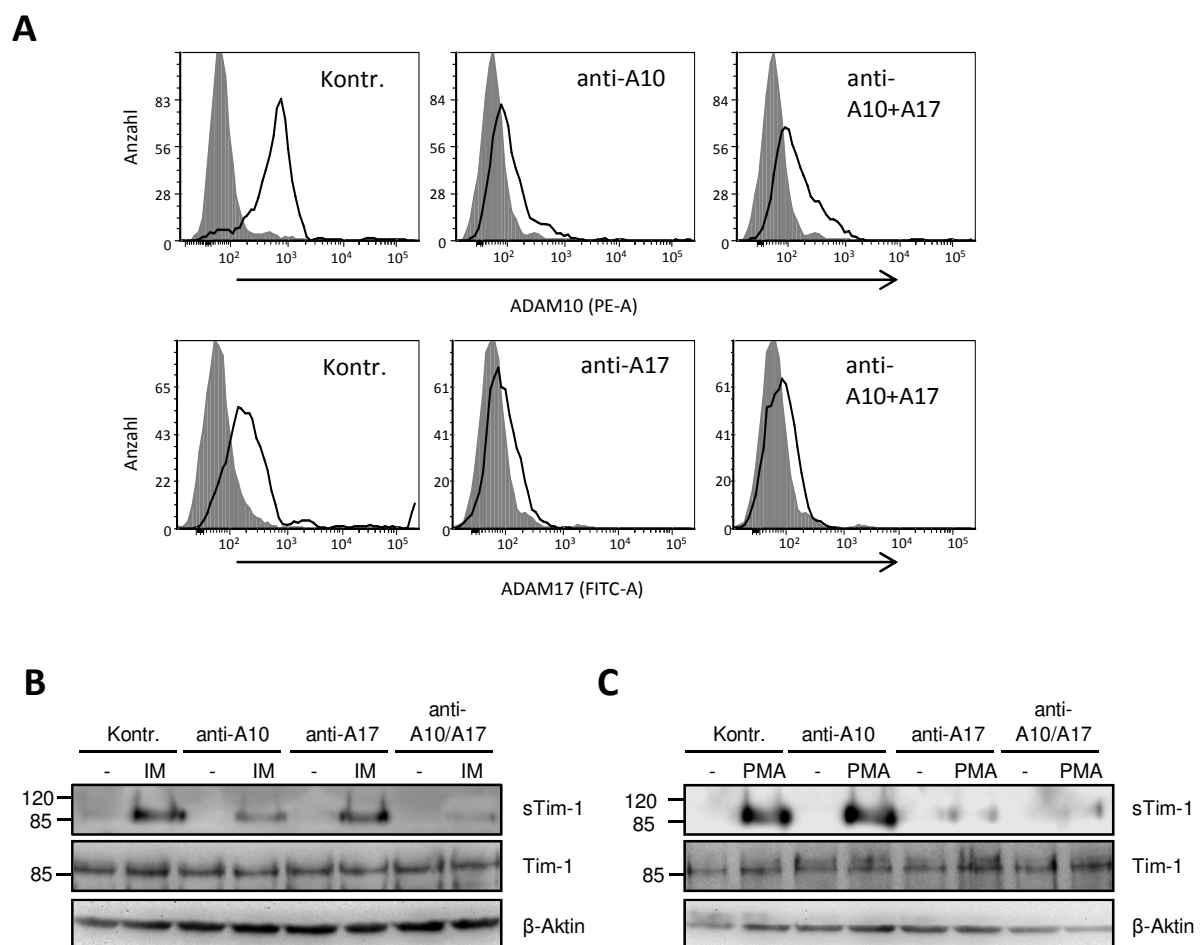 A
Kontr.
anti-A10
anti-
A10+A17
Anzahl
83
56
28
0
84
56
28
0
84
56
28
0
10² 10³ 10⁴ 10⁵
10² 10³ 10⁴ 10⁵
10² 10³ 10⁴ 10⁵
ADAM10 (PE-A)
Kontr.
anti-A17
anti-
A10+A17
Anzahl
65
43
22
0
61
41
20
0
61
41
20
0
10² 10³ 10⁴ 10⁵
10² 10³ 10⁴ 10⁵
10² 10³ 10⁴ 10⁵
ADAM17 (FITC-A)
B
Kontr. anti-A10 anti-A17 anti-
A10/A17
- IM - IM - IM - IM
120
85
sTim-1
85
Tim-1
β-Aktin
C
Kontr. anti-A10 anti-A17 anti-
A10/A17
- PMA - PMA - PMA - PMA
120
85
sTim-1
85
Tim-1
β-Aktin